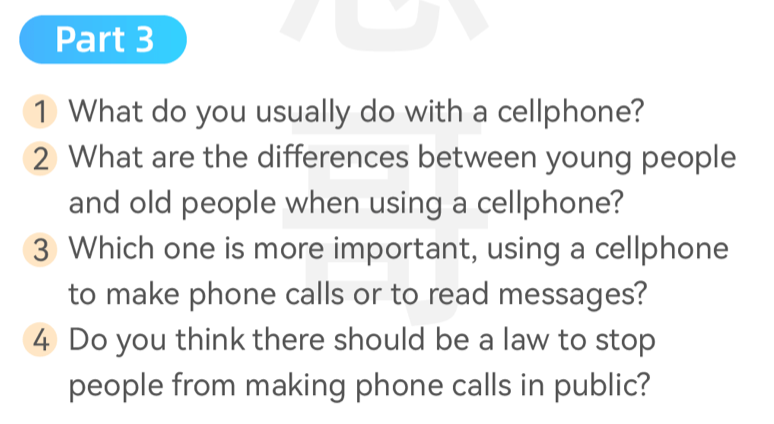 Part 3
1 What do you usually do with a cellphone?
2 What are the differences between young people
and old people when using a cellphone?
3 Which one is more important, using a cellphone
to make phone calls or to read messages?
4 Do you think there should be a law to stop
people from making phone calls in public?
哥